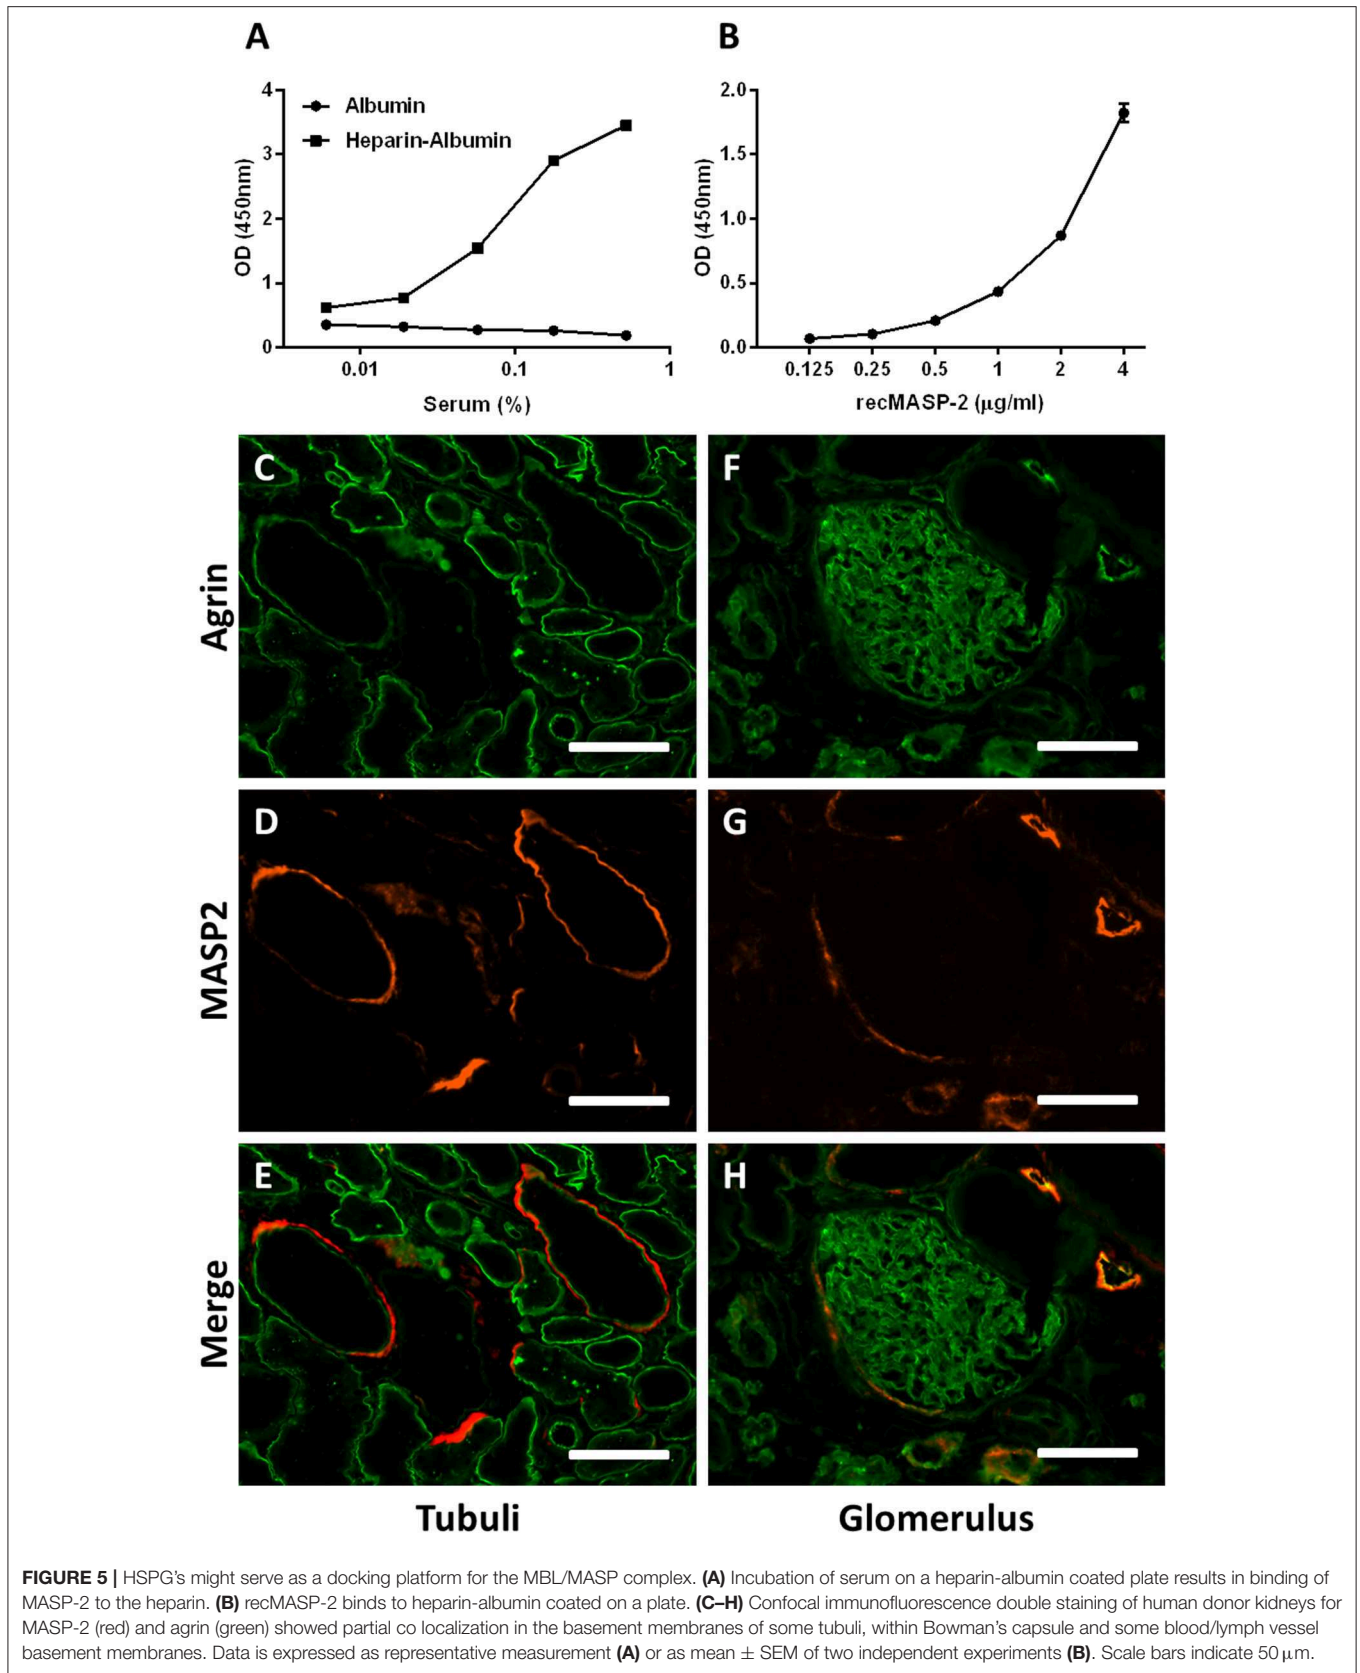 A
B
4
3
2
1
0
OD (450nm)
Albumin
Heparin-Albumin
0.01
0.1
1
Serum (%)
2.0
1.5
1.0
0.5
0.0
OD (450nm)
0.125
0.25
0.5
1
2
4
recMASP-2 (μg/ml)
C
F
Agrin
D
G
MASP2
E
H
Merge
Tubuli
Glomerulus
FIGURE 5 | HSPG's might serve as a docking platform for the MBL/MASP complex. (A) Incubation of serum on a heparin-albumin coated plate results in binding of
MASP-2 to the heparin. (B) recMASP-2 binds to heparin-albumin coated on a plate. (C–H) Confocal immunofluorescence double staining of human donor kidneys for
MASP-2 (red) and agrin (green) showed partial co localization in the basement membranes of some tubuli, within Bowman's capsule and some blood/lymph vessel
basement membranes. Data is expressed as representative measurement (A) or as mean ± SEM of two independent experiments (B). Scale bars indicate 50 μm.